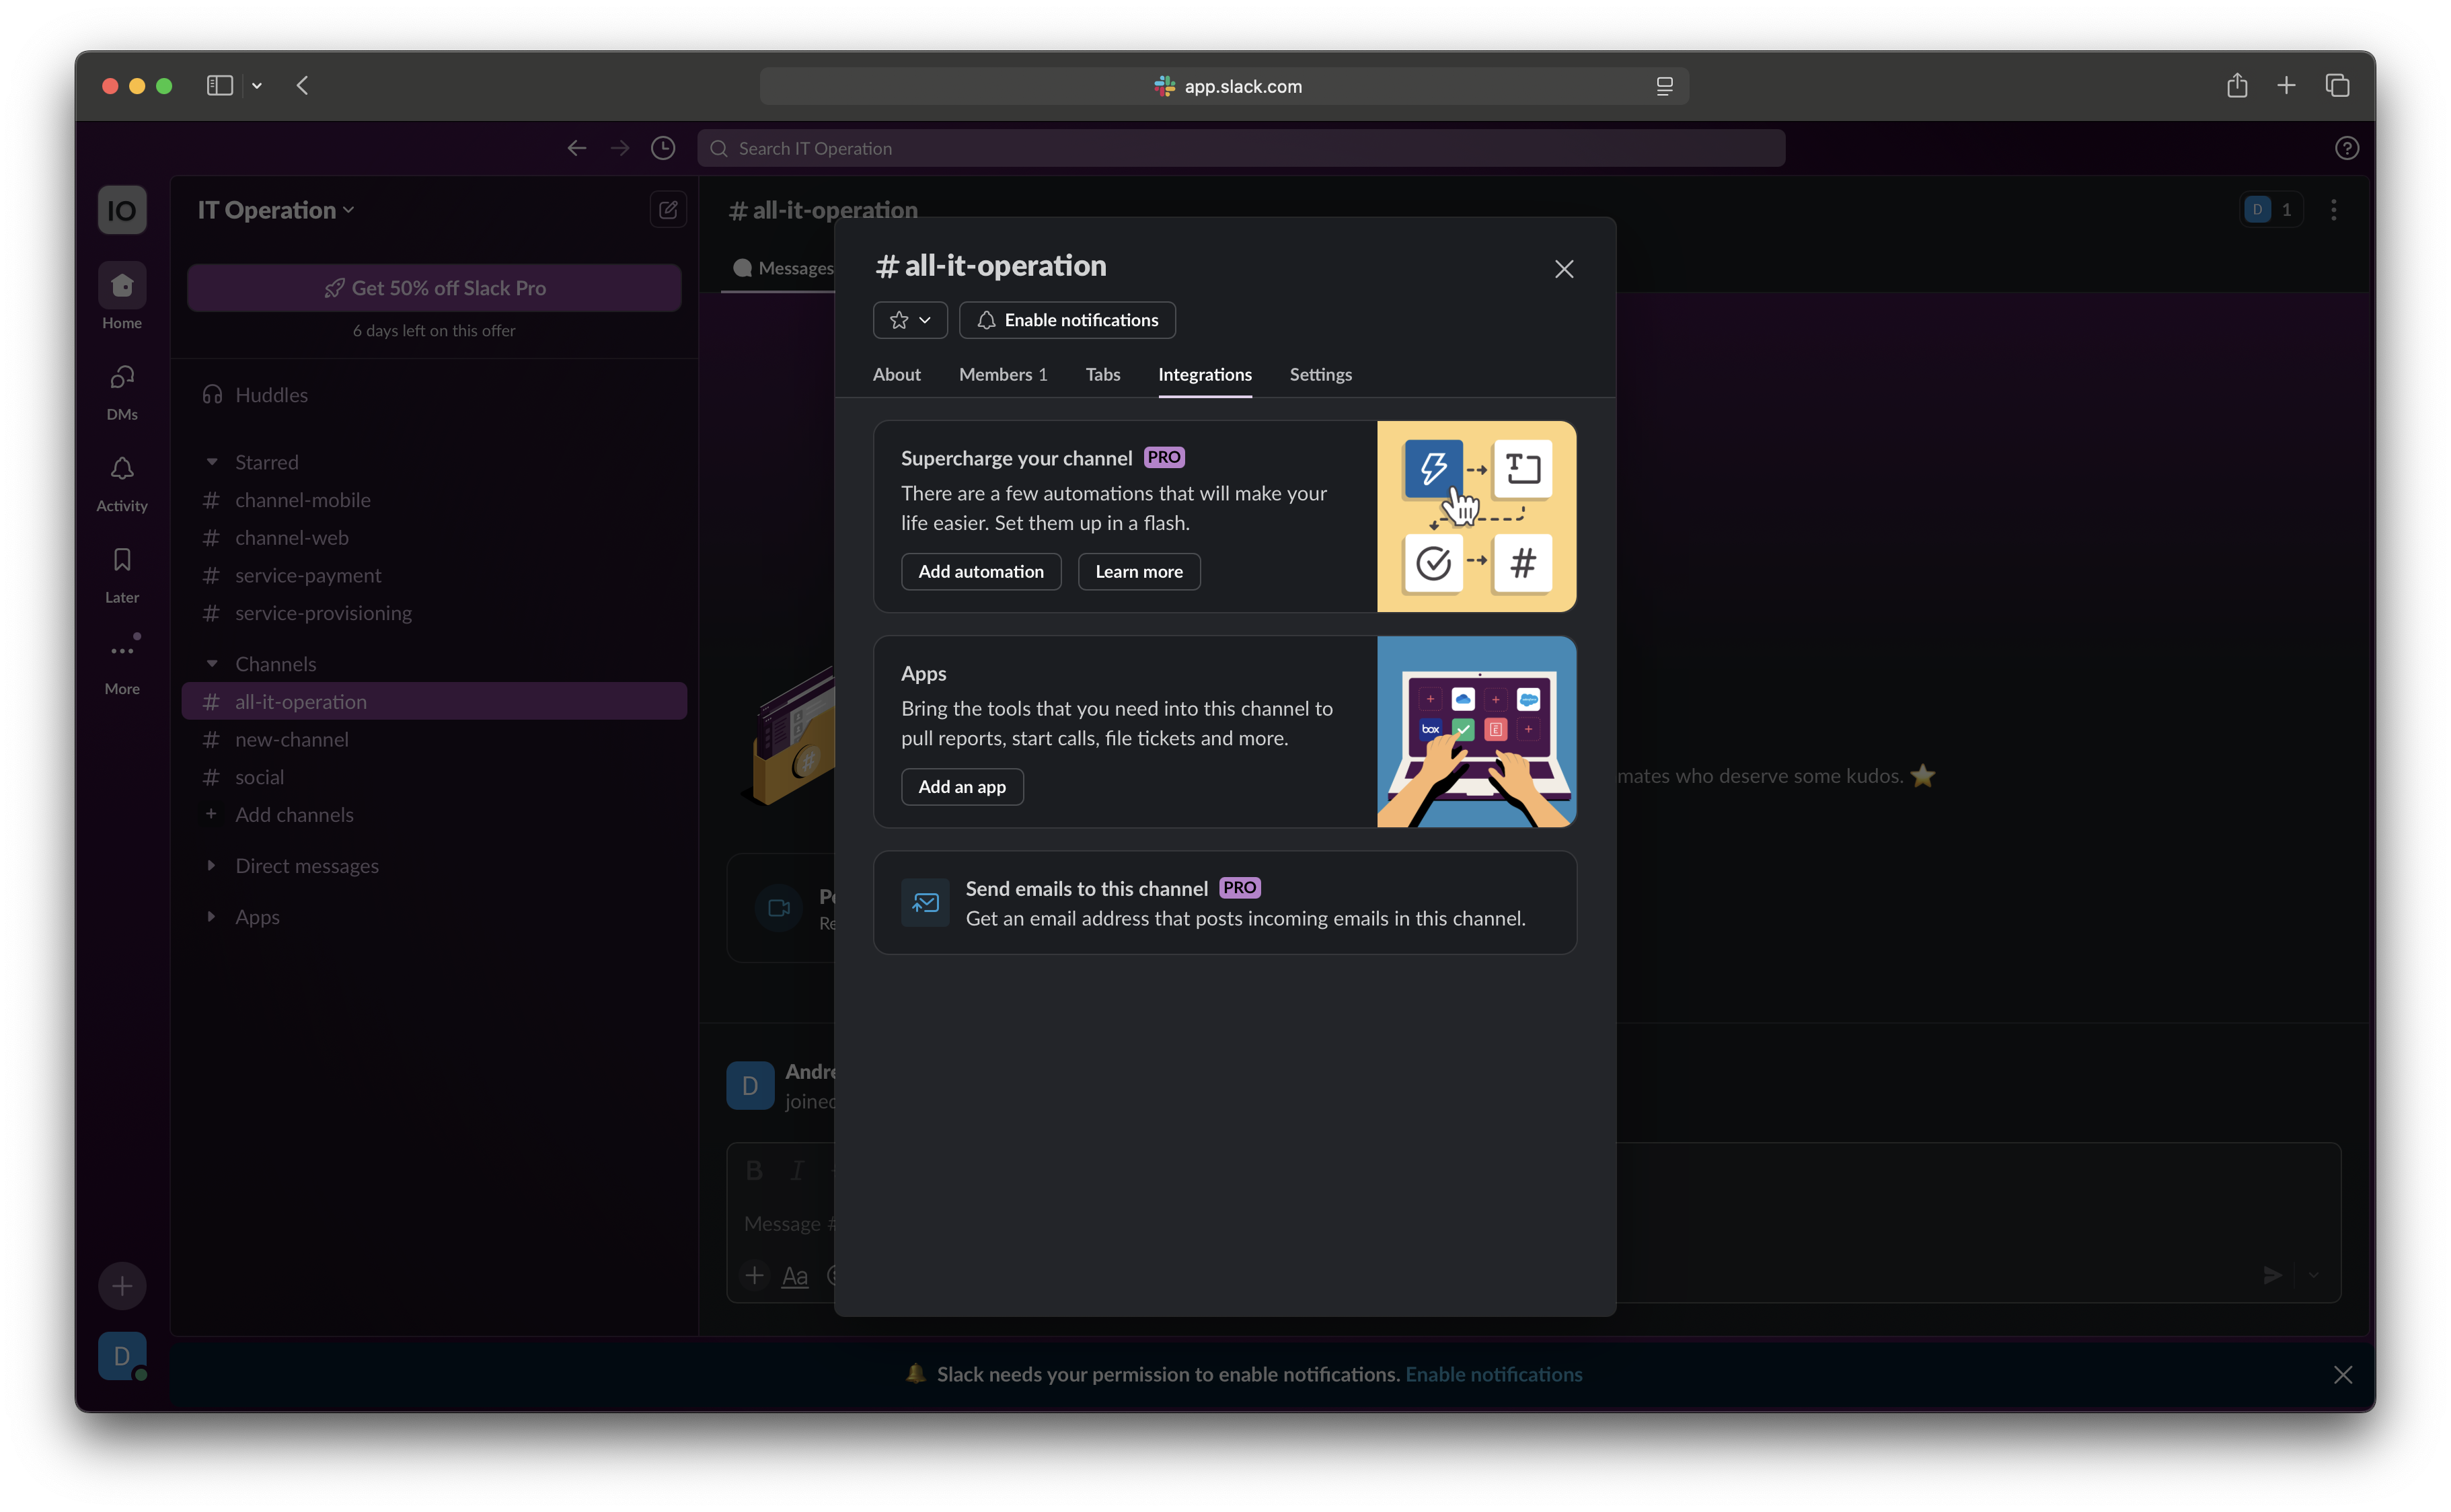 app.slack.com
Search IT Operation
IO
IT Operation
Get 50% off Slack Pro
6 days left on this offer
Home
DMs
Activity
Later
More
Huddles
Starred
# channel-mobile
# channel-web
# service-payment
# service-provisioning
Channels
# all-it-operation
# new-channel
# social
+ Add channels
Direct messages
Apps
D
# all-it-operation
D 1
Messages
# all-it-operation
Enable notifications
About Members 1 Tabs Integrations Settings
Supercharge your channel PRO
There are a few automations that will make your
life easier. Set them up in a flash.
Add automation Learn more
Apps
Bring the tools that you need into this channel to
pull reports, start calls, file tickets and more.
Add an app
box
Send emails to this channel PRO
Get an email address that posts incoming emails in this channel.
mates who deserve some kudos. ⭐
D
joined
B I
Message #
Aa
Slack needs your permission to enable notifications. Enable notifications